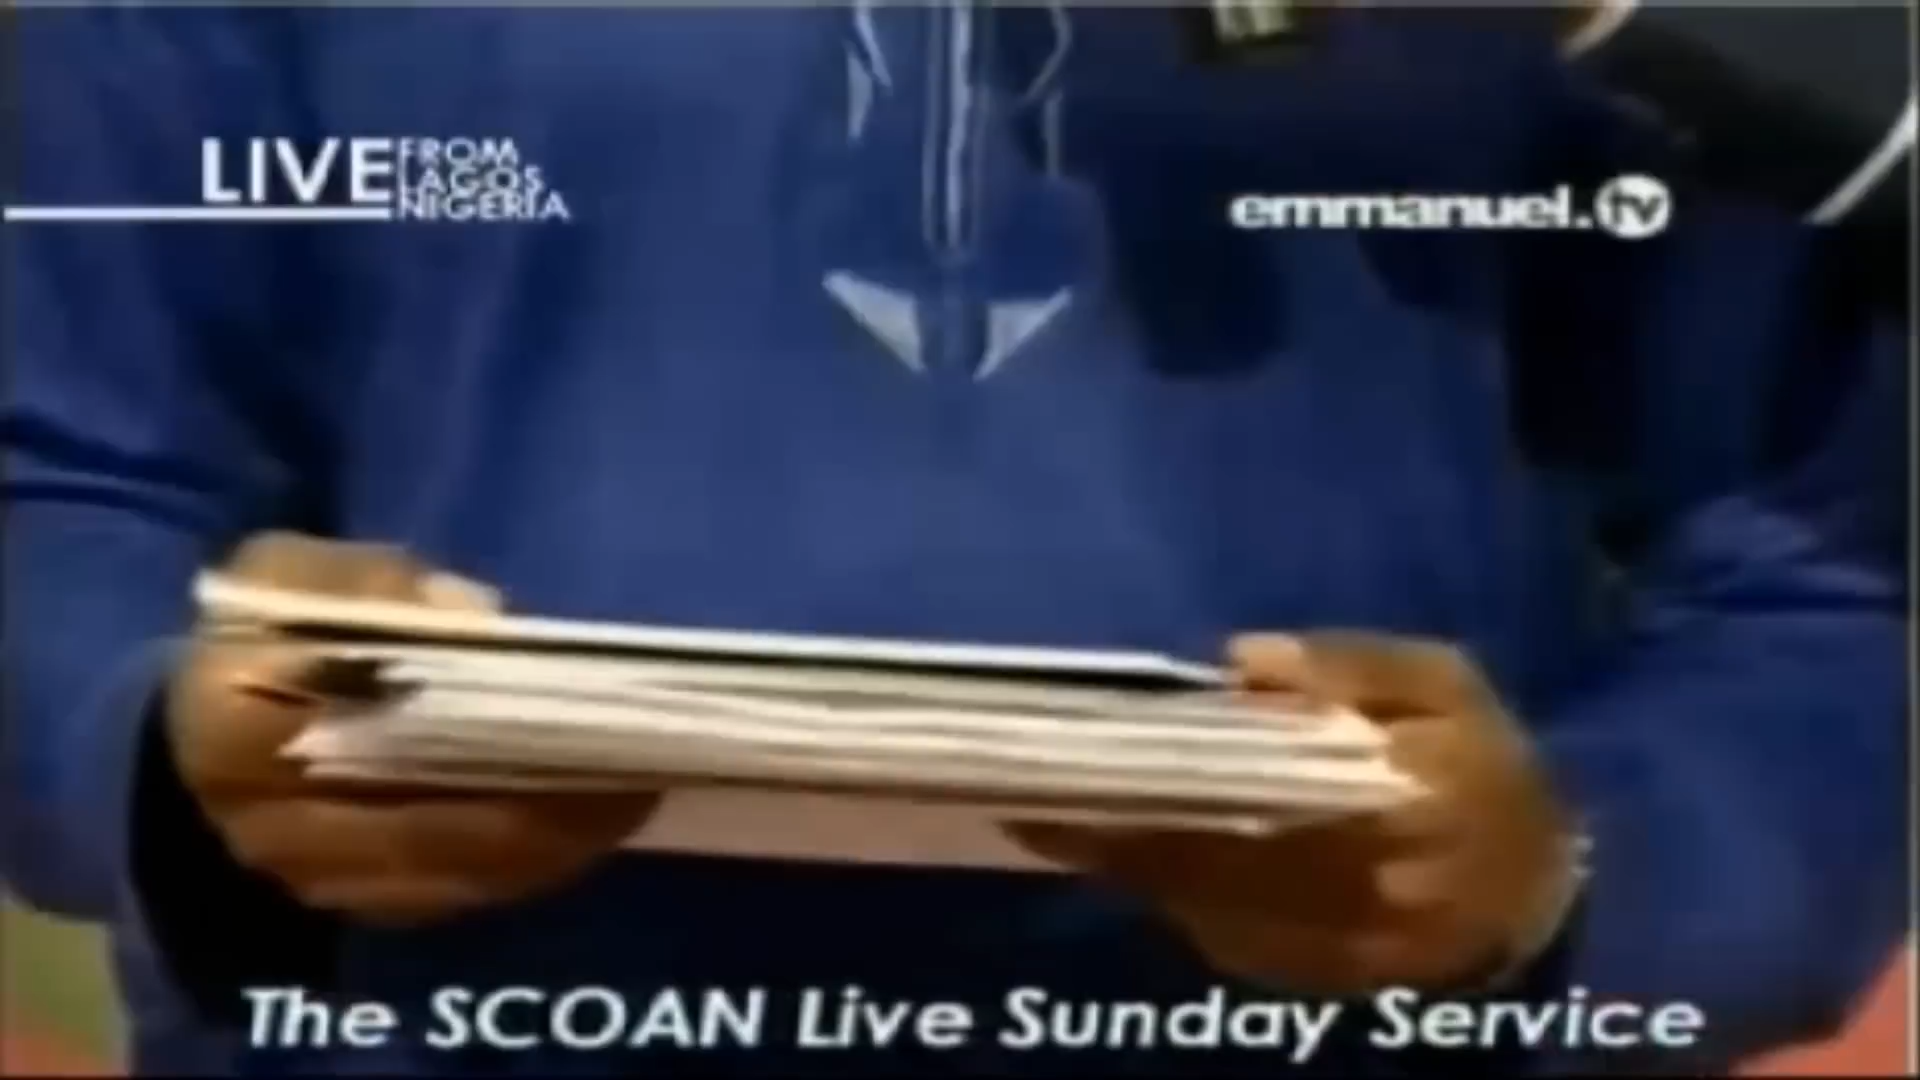 LIVE FROM
LAGOS
NIGERIA
emmanuel.tv
The SCOAN Live Sunday Service